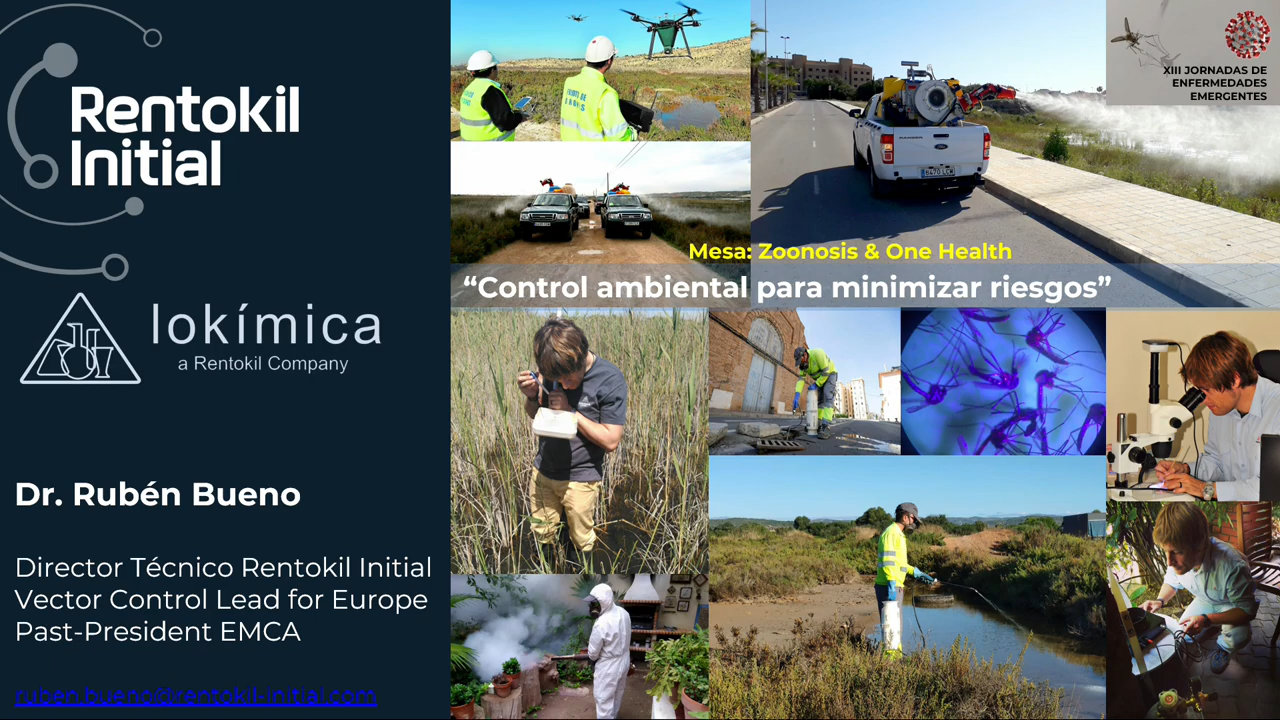 Rentokil
Initial
lokímica
a Rentokil Company
Dr. Rubén Bueno
Director Técnico Rentokil Initial
Vector Control Lead for Europe
Past-President EMCA
ruben.bueno@rentokil-initial.com
XIII JORNADAS DE
ENFERMEDADES
EMERGENTES
Mesa: Zoonosis & One Health
“Control ambiental para minimizar riesgos”